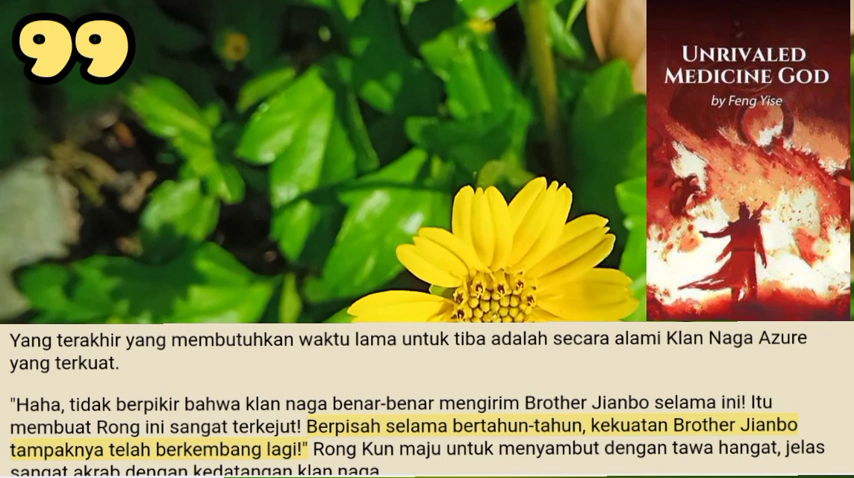 99
UNRIVALED
MEDICINE GOD
by Feng Yise
Yang terakhir yang membutuhkan waktu lama untuk tiba adalah secara alami Klan Naga Azure
yang terkuat.
"Haha, tidak berpikir bahwa klan naga benar-benar mengirim Brother Jianbo selama ini! Itu
membuat Rong ini sangat terkejut! Berpisah selama bertahun-tahun, kekuatan Brother Jianbo
tampaknya telah berkembang lagi!" Rong Kun maju untuk menyambut dengan tawa hangat, jelas
sangat akrab dengan kedatangan klan naga